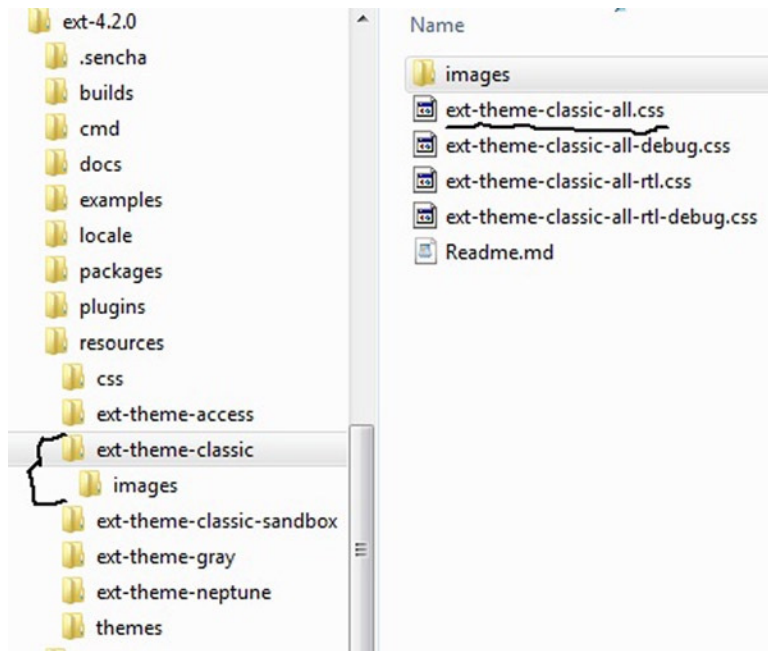 ext-4.2.0
.sencha
builds
cmd
docs
examples
locale
packages
plugins
resources
css
ext-theme-access
ext-theme-classic
images
ext-theme-classic-sandbox
ext-theme-gray
ext-theme-neptune
themes
Name
images
ext-theme-classic-all.css
ext-theme-classic-all-debug.css
ext-theme-classic-all-rtl.css
ext-theme-classic-all-rtl-debug.css
Readme.md